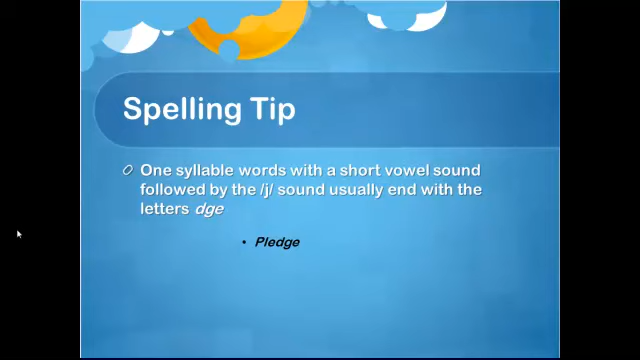 Spelling Tip
One syllable words with a short vowel sound
followed by the /j/ sound usually end with the
letters dge
• Pledge